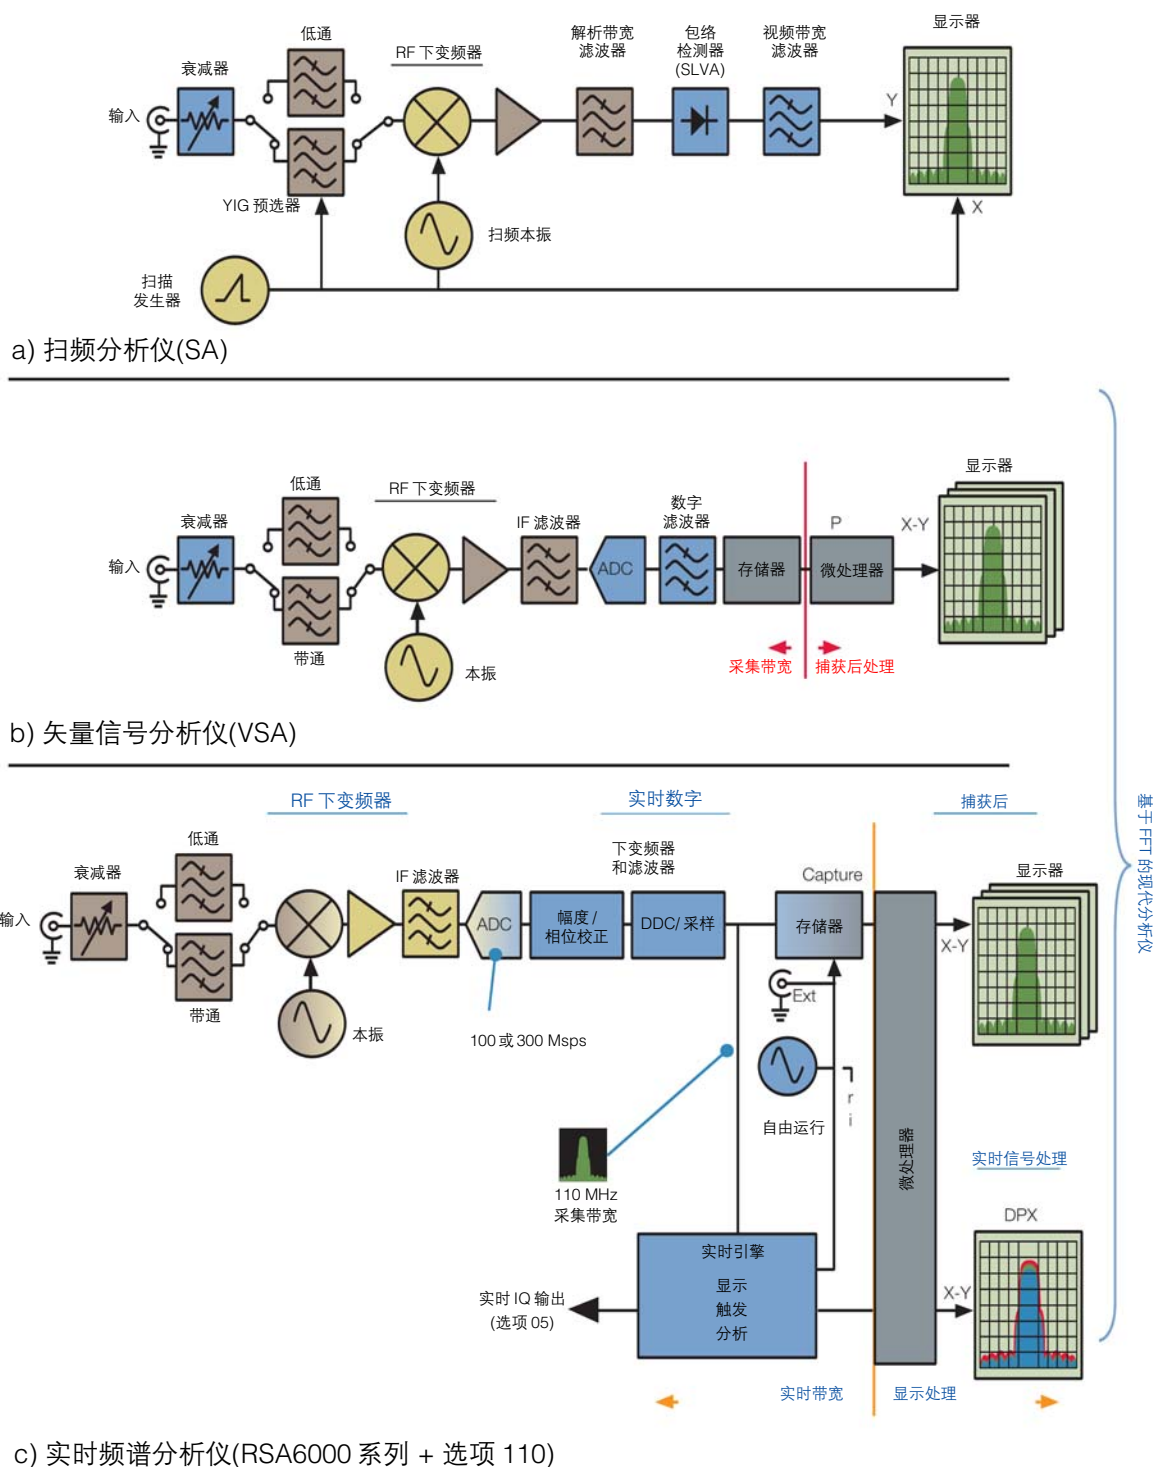 低通
衰减器
RF 下变频器
解析带宽
滤波器
包络
检测器
(SLVA)
视频带宽
滤波器
显示器
输入
Y
YIG 预选器
扫频本振
X
扫描
发生器
a) 扫频分析仪(SA)
低通
衰减器
RF 下变频器
IF 滤波器
数字
滤波器
P
X-Y
显示器
输入
ADC
存储器
微处理器
带通
本振
采集带宽
捕获后处理
b) 矢量信号分析仪(VSA)
RF 下变频器
实时数字
捕获后
基于 FFT 的现代分析仪
低通
衰减器
IF 滤波器
下变频器
和滤波器
Capture
显示器
输入
ADC
幅度 /
相位校正
DDC/ 采样
存储器
X-Y
带通
本振
Ext
100 或 300 Msps
r
i
自由运行
微处理器
110 MHz
采集带宽
实时信号处理
DPX
实时引擎
显示
触发
分析
实时 IQ 输出
(选项 05)
X-Y
实时带宽
显示处理
c) 实时频谱分析仪(RSA6000 系列 + 选项 110)